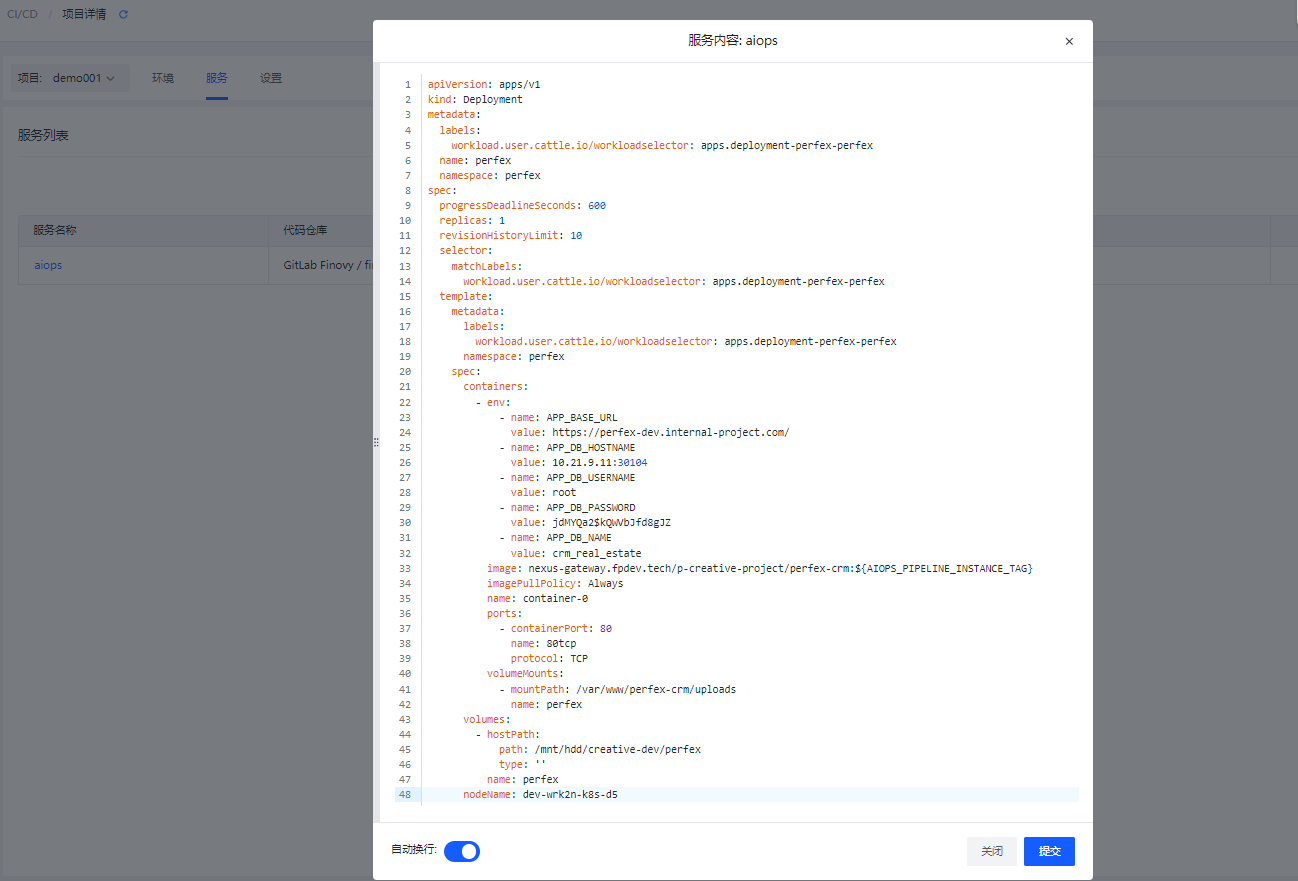 CI/CD / 项目详情
项目: demo001 环境 服务 设置
服务列表
服务名称 代码仓库
aiops GitLab Finovy / fi
服务内容: aiops
1 apiVersion: apps/v1
2 kind: Deployment
3 metadata:
4 labels:
5 workload.user.cattle.io/workloadselector: apps.deployment-perfex-perfex
6 name: perfex
7 namespace: perfex
8 spec:
9 progressDeadlineSeconds: 600
10 replicas: 1
11 revisionHistoryLimit: 10
12 selector:
13 matchLabels:
14 workload.user.cattle.io/workloadselector: apps.deployment-perfex-perfex
15 template:
16 metadata:
17 labels:
18 workload.user.cattle.io/workloadselector: apps.deployment-perfex-perfex
19 namespace: perfex
20 spec:
21 containers:
22 - env:
23 - name: APP_BASE_URL
24 value: https://perfex-dev.internal-project.com/
25 - name: APP_DB_HOSTNAME
26 value: 10.21.9.11:30104
27 - name: APP_DB_USERNAME
28 value: root
29 - name: APP_DB_PASSWORD
30 value: jdMYQa2$kQWVbJfd8gJZ
31 - name: APP_DB_NAME
32 value: crm_real_estate
33 image: nexus-gateway.fpdev.tech/p-creative-project/perfex-crm:${AIOPS_PIPELINE_INSTANCE_TAG}
34 imagePullPolicy: Always
35 name: container-0
36 ports:
37 - containerPort: 80
38 name: 80tcp
39 protocol: TCP
40 volumeMounts:
41 - mountPath: /var/www/perfex-crm/uploads
42 name: perfex
43 volumes:
44 - hostPath:
45 path: /mnt/hdd/creative-dev/perfex
46 type: ''
47 name: perfex
48 nodeName: dev-wrk2n-k8s-d5
自动换行: 关闭 提交